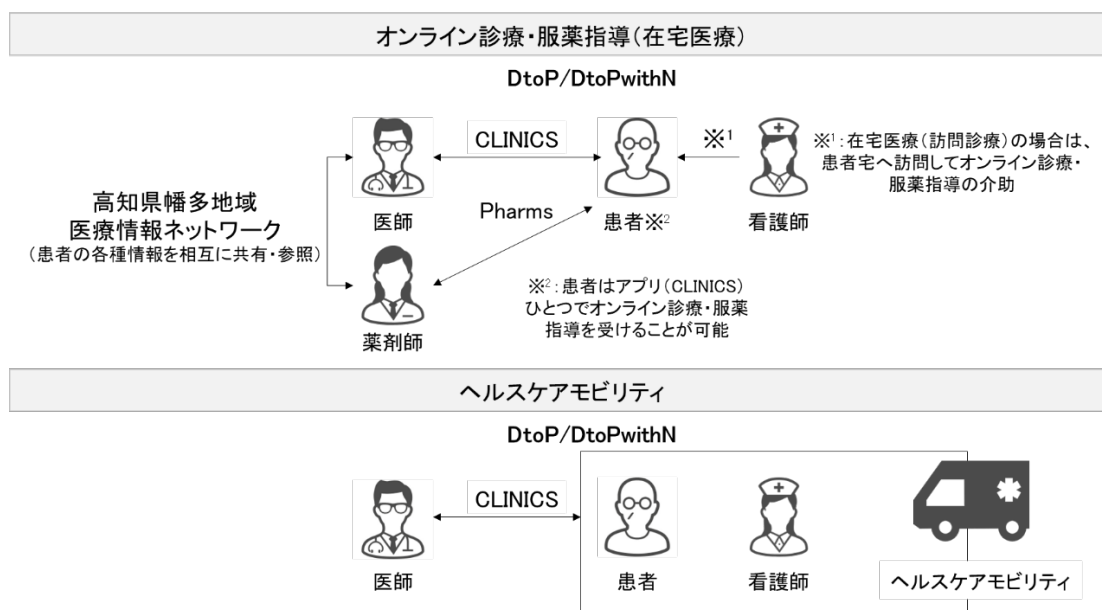 オンライン診療・服薬指導(在宅医療)
DtoP/DtoPwithN
CLINICS
※1
※1:在宅医療(訪問診療)の場合は、
患者宅へ訪問してオンライン診療・
服薬指導の介助
高知県幡多地域
医療情報ネットワーク
(患者の各種情報を相互に共有・参照)
医師
Pharms
患者※2
看護師
※2:患者はアプリ(CLINICS)
ひとつでオンライン診療・服薬
指導を受けることが可能
薬剤師
ヘルスケアモビリティ
DtoP/DtoPwithN
CLINICS
医師
患者
看護師
ヘルスケアモビリティ